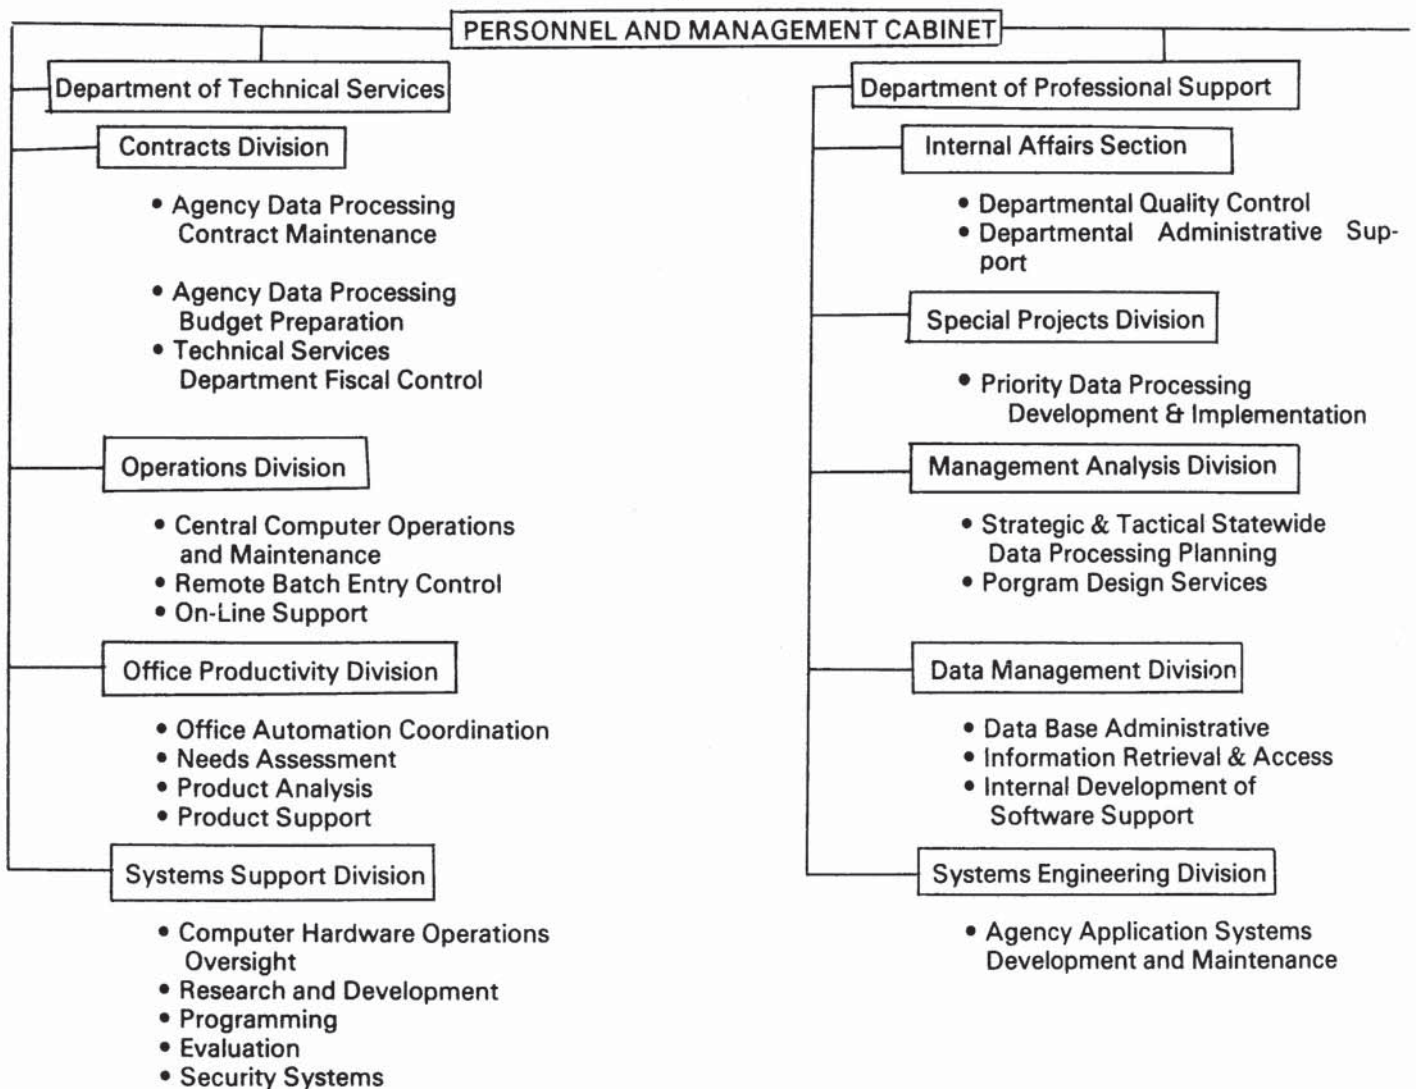 PERSONNEL AND MANAGEMENT CABINET
Department of Technical Services
Contracts Division
• Agency Data Processing
Contract Maintenance
• Agency Data Processing
Budget Preparation
• Technical Services
Department Fiscal Control
Operations Division
• Central Computer Operations
and Maintenance
• Remote Batch Entry Control
• On-Line Support
Office Productivity Division
• Office Automation Coordination
• Needs Assessment
• Product Analysis
• Product Support
Systems Support Division
• Computer Hardware Operations
Oversight
• Research and Development
• Programming
• Evaluation
• Security Systems
Department of Professional Support
Internal Affairs Section
• Departmental Quality Control
• Departmental Administrative Sup-
port
Special Projects Division
• Priority Data Processing
Development & Implementation
Management Analysis Division
• Strategic & Tactical Statewide
Data Processing Planning
• Porgram Design Services
Data Management Division
• Data Base Administrative
• Information Retrieval & Access
• Internal Development of
Software Support
Systems Engineering Division
• Agency Application Systems
Development and Maintenance